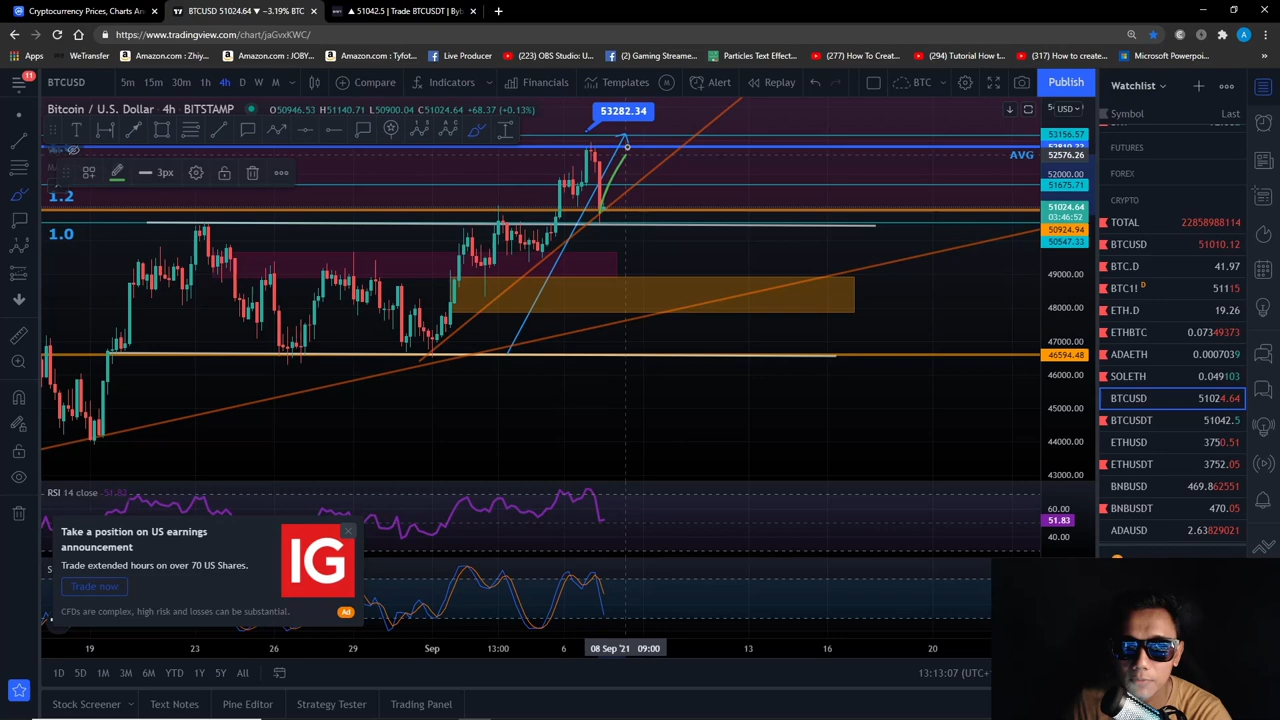 Cryptocurrency Prices, Charts An
BTCUSD 51024.64 ▼ −3.19% BTC
▲ 51042.5 | Trade BTCUSDT | Byb
https://www.tradingview.com/chart/jaGvxKWC/
Apps
WeTransfer
Amazon.com : Zhiy...
Amazon.com : JOBY...
Amazon.com : Tyfot...
Live Producer
(223) OBS Studio: U...
(2) Gaming Streame...
Particles Text Effect...
(277) How To Creat...
(294) Tutorial How t...
(317) How to create...
Microsoft Powerpoi...
11
BTCUSD
5m 15m 30m 1h 4h D W M
Compare
Indicators
Financials
Templates
M
Alert
Replay
BTC
Publish
Bitcoin / U.S. Dollar 4h BITSTAMP
O50946.53 H51140.71 L50900.04 C51024.64 +68.37 (+0.13%)
USD
53282.34
3px
1.2
1.0
AVG
53156.57
52576.26
52000.00
51675.71
51024.64
03:46:52
50924.94
50547.33
49000.00
48000.00
47000.00
46594.48
46000.00
45000.00
44000.00
43000.00
RSI 14 close 51.83
60.00
51.83
40.00
Take a position on US earnings
announcement
Trade extended hours on over 70 US Shares.
Trade now
CFDs are complex, high risk and losses can be substantial.
IG
Ad
19 23 26 Sep 13:00 6 08 Sep '21 09:00 13 16 20
1D 5D 1M 3M 6M YTD 1Y 5Y All
13:13:07 (UTC+
Stock Screener
Text Notes
Pine Editor
Strategy Tester
Trading Panel
Watchlist
Symbol Last
FUTURES
FOREX
CRYPTO
TOTAL 22858988114
BTCUSD 51010.12
BTC.D 41.97
BTC1! D 51115
ETH.D 19.26
ETHBTC 0.07349373
ADAETH 0.0007039
SOLETH 0.049103
BTCUSD 51024.64
BTCUSDT 51042.5
ETHUSD 3750.51
ETHUSDT 3752.05
BNBUSD 469.862551
BNBUSDT 470.05
ADAUSD 2.63829021